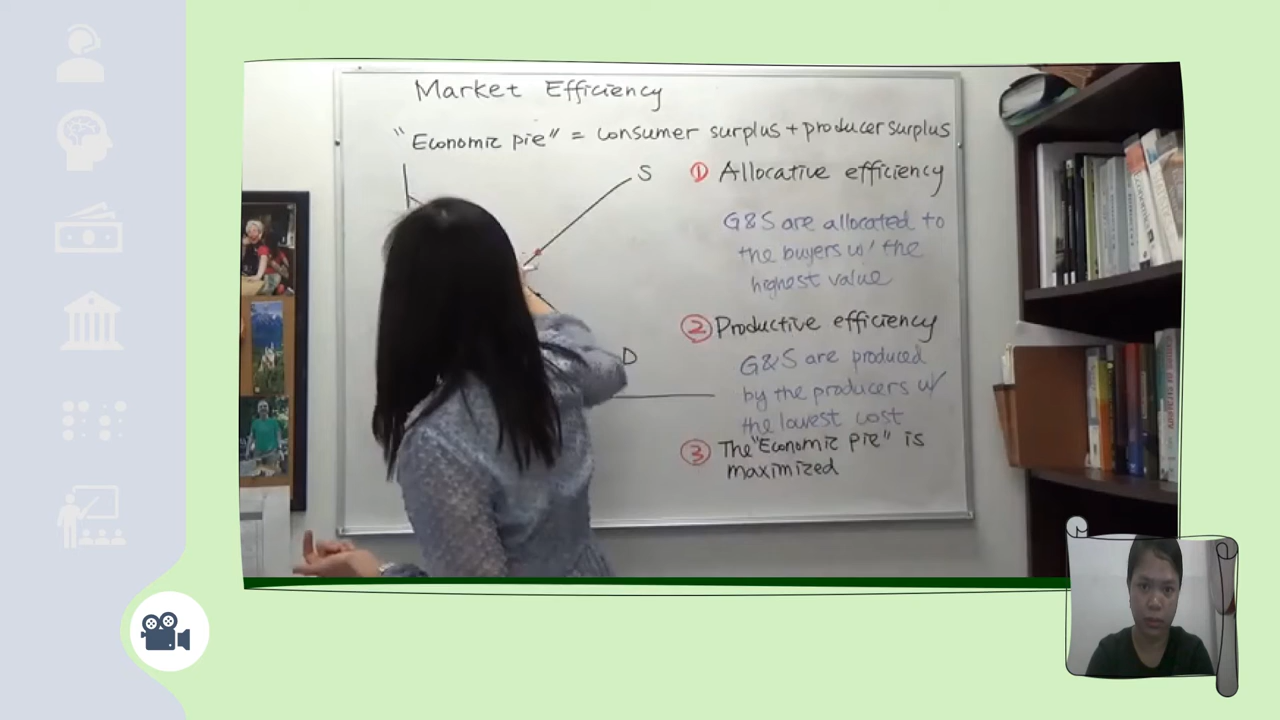 Market Efficiency
"Economic pie" = consumer surplus + producer surplus
S
① Allocative efficiency
G&S are allocated to
the buyers w/ the
highest value
② Productive efficiency
D
G&S are produced
by the producers w/
the lowest cost
③ The "Economic pie" is
maximized